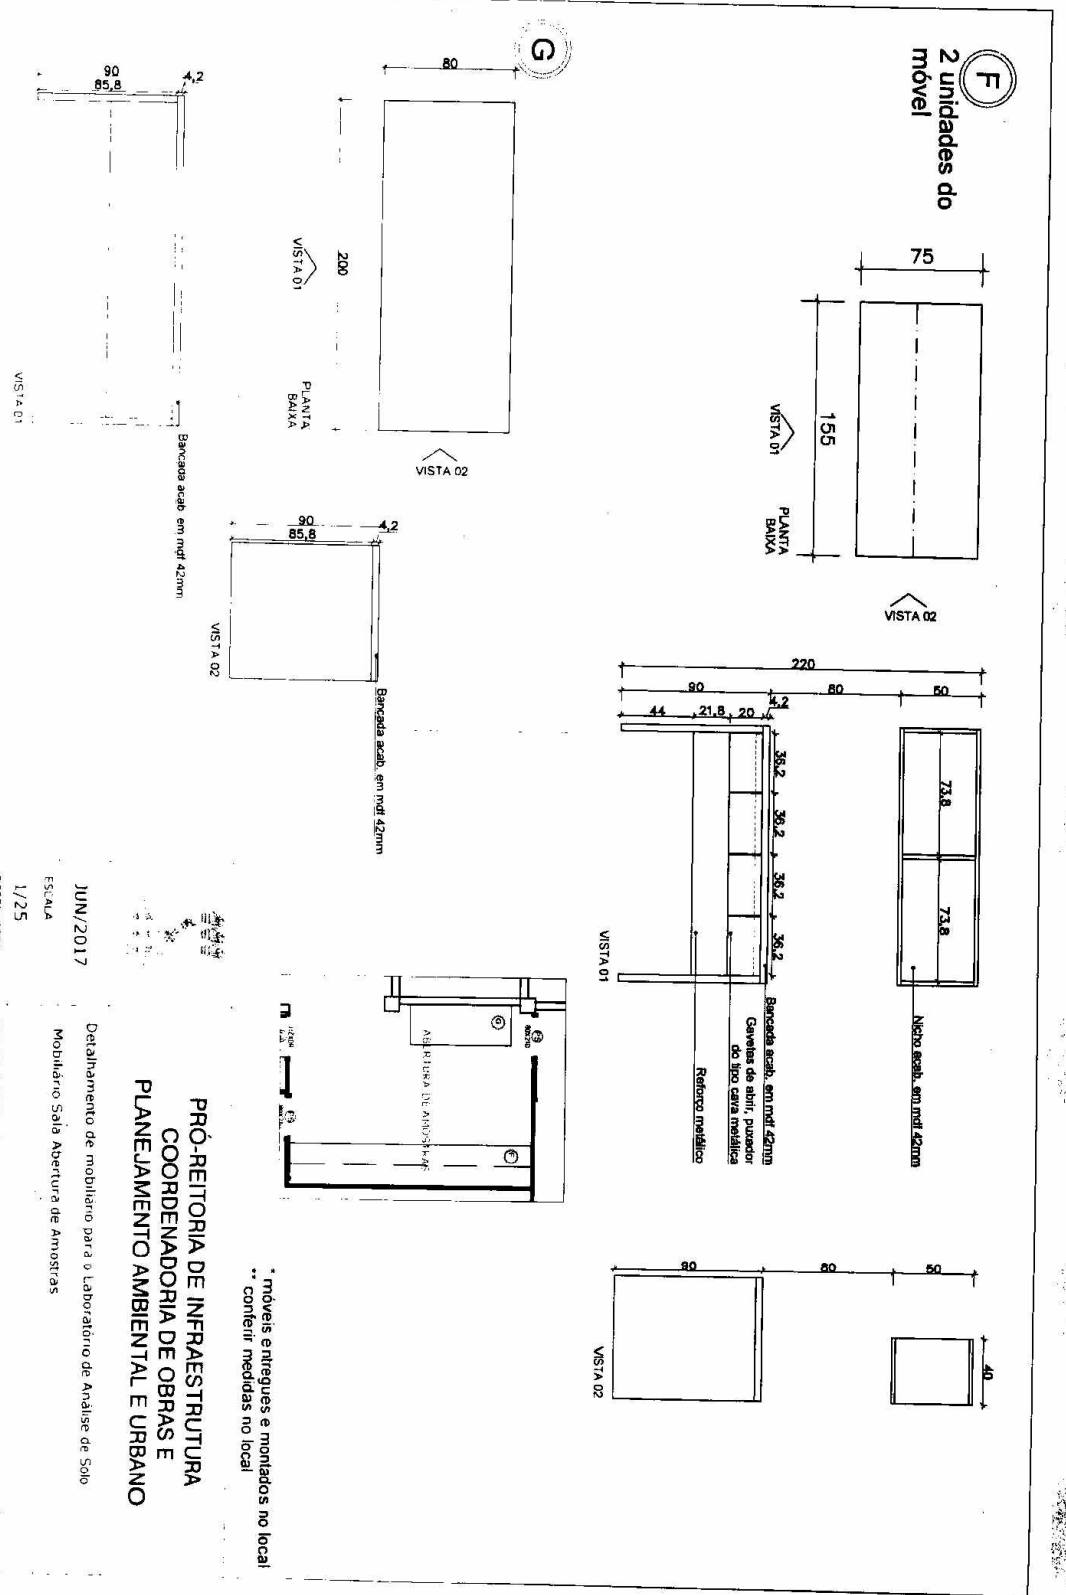 F
2 unidades do
móvel
75
155
VISTA 01
PLANTA
BAIXA
VISTA 02
220
90
80
50
44
21,8
20
4,2
36,2
36,2
36,2
36,2
73,8
73,8
Nicho acab. em mdf 42mm
Bancada acab. em mdf 42mm
Gavetas de abrir, puxador
do tipo cava metálica
Reforço metálico
VISTA 01
90
80
50
40
VISTA 02
G
80
200
VISTA 01
PLANTA
BAIXA
VISTA 02
90
85,8
4,2
Bancada acab. em mdf 42mm
VISTA 01
90
85,8
4,2
Bancada acab. em mdf 42mm
VISTA 02
ABERTURA DE AMOSTRAS
G
F
* móveis entregues e montados no local
** conferir medidas no local
PRÓ-REITORIA DE INFRAESTRUTURA
COORDENADORIA DE OBRAS E
PLANEJAMENTO AMBIENTAL E URBANO
JUN/2017
ESCALA
1/25
Detalhamento de mobiliário para o Laboratório de Análise de Solo
Mobiliário Sala Abertura de Amostras